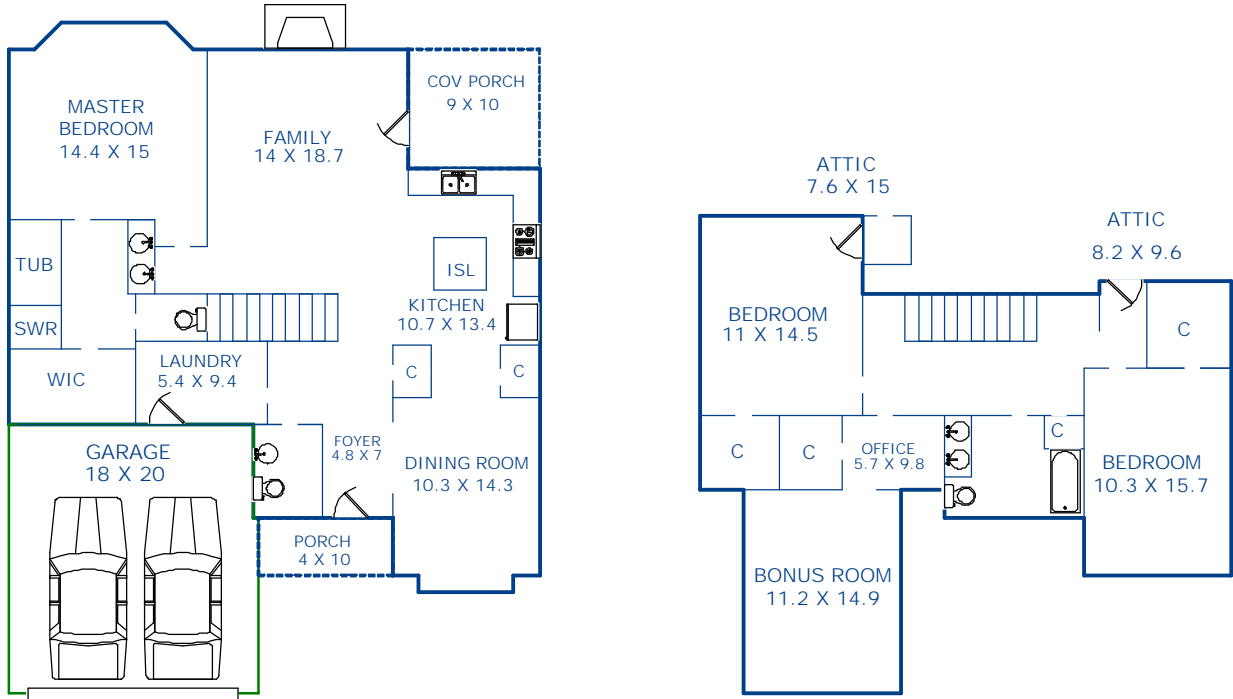 MASTER
BEDROOM
14.4 X 15
FAMILY
14 X 18.7
COV PORCH
9 X 10
TUB
SWR
WIC
LAUNDRY
5.4 X 9.4
ISL
KITCHEN
10.7 X 13.4
C
C
GARAGE
18 X 20
FOYER
4.8 X 7
DINING ROOM
10.3 X 14.3
PORCH
4 X 10
ATTIC
7.6 X 15
ATTIC
8.2 X 9.6
BEDROOM
11 X 14.5
C
C
C
OFFICE
5.7 X 9.8
C
BEDROOM
10.3 X 15.7
BONUS ROOM
11.2 X 14.9